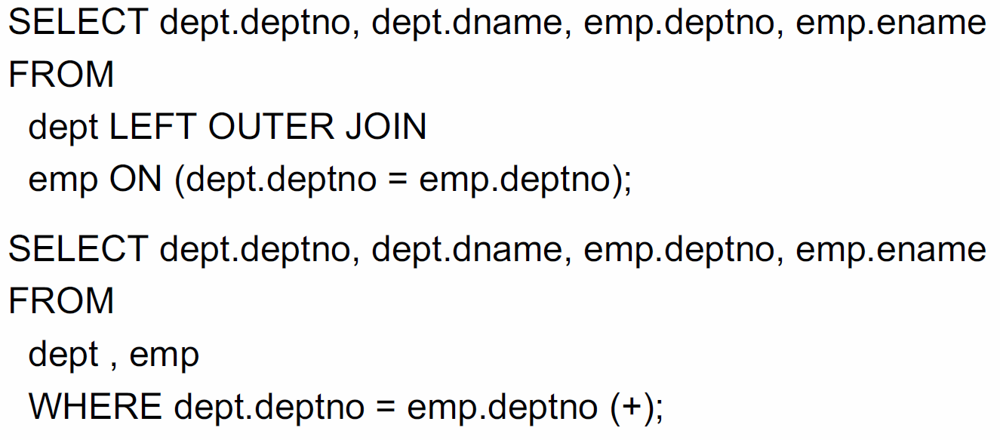 SELECT dept.deptno, dept.dname, emp.deptno, emp.ename
FROM
dept LEFT OUTER JOIN
emp ON (dept.deptno = emp.deptno);
SELECT dept.deptno, dept.dname, emp.deptno, emp.ename
FROM
dept , emp
WHERE dept.deptno = emp.deptno (+);